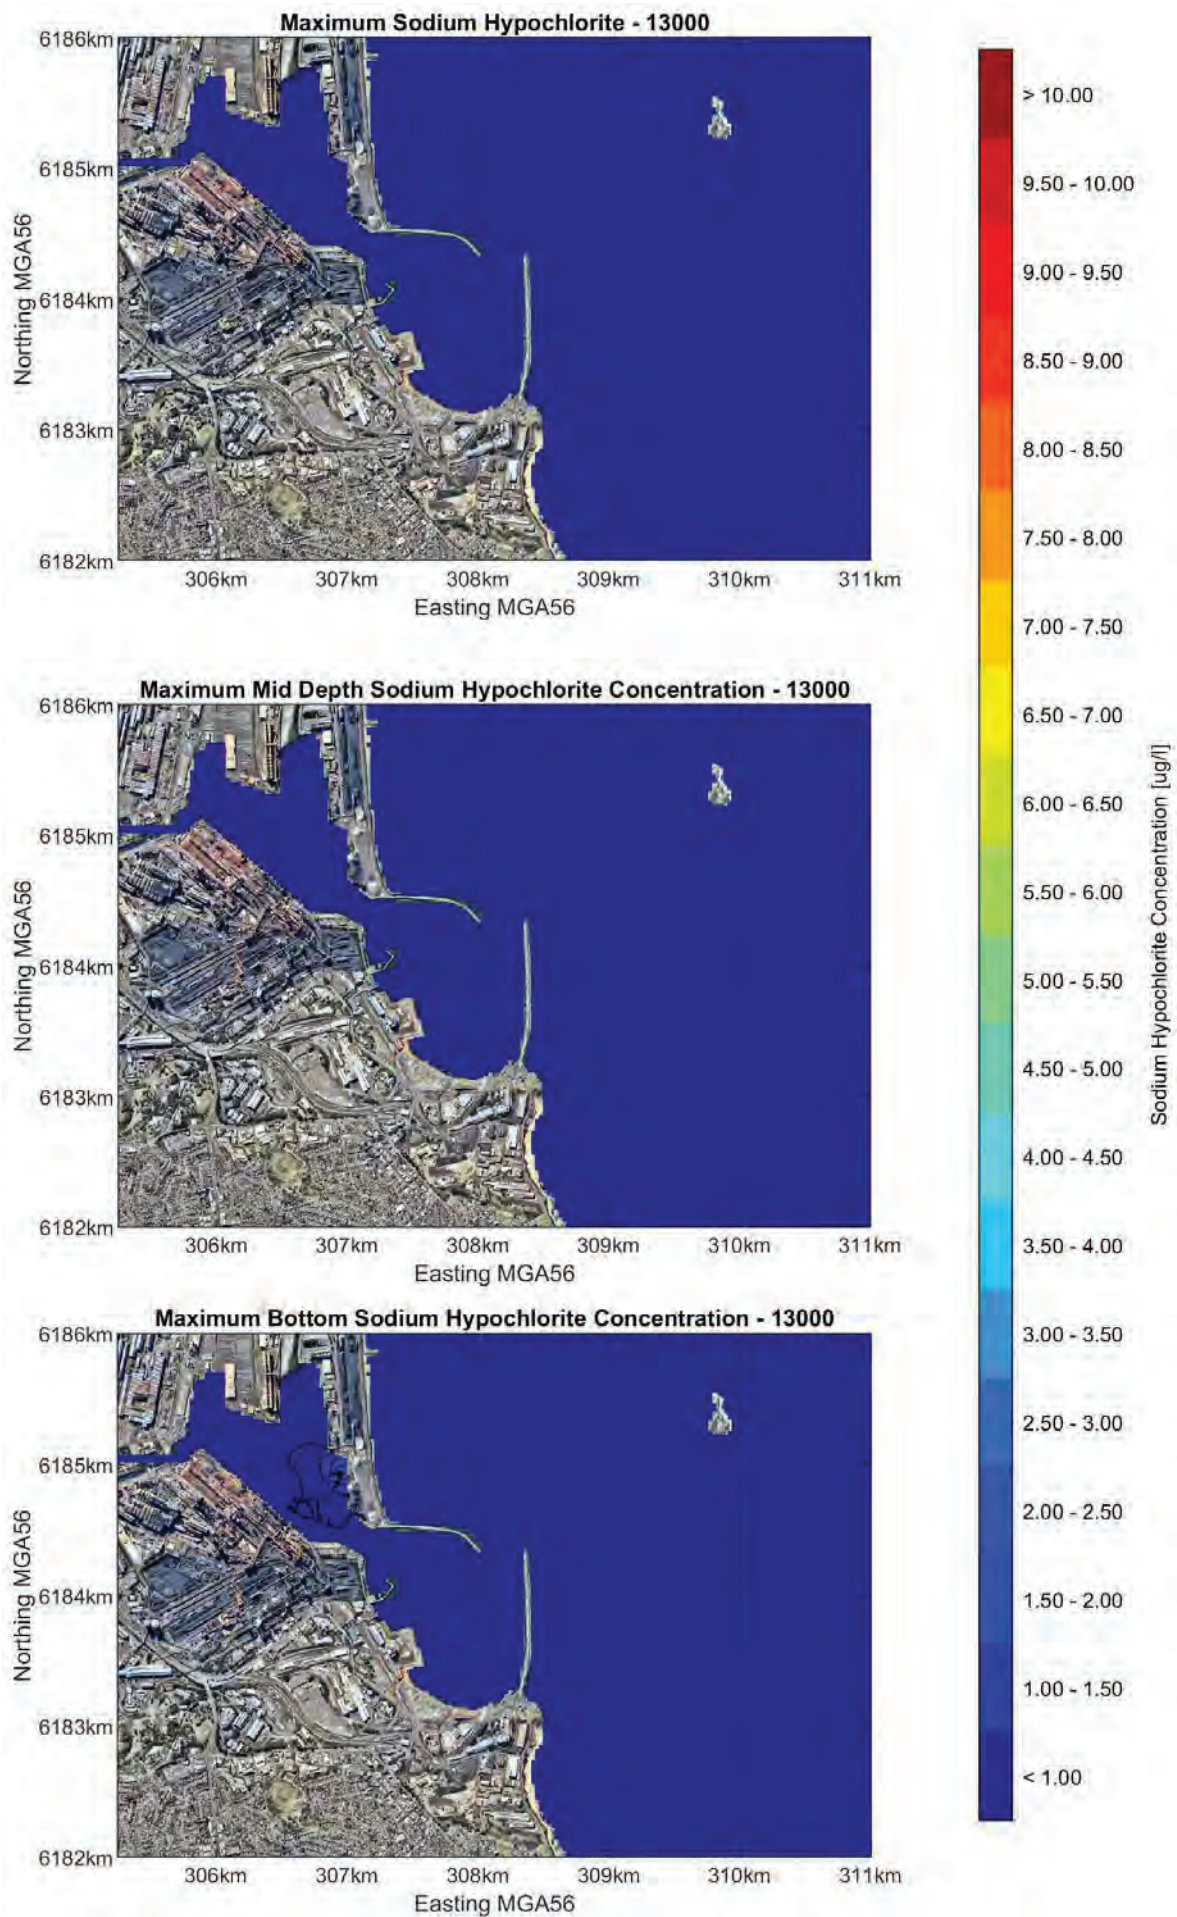 Maximum Sodium Hypochlorite - 13000
6186km
6185km
6184km
6183km
6182km
Northing MGA56
306km 307km 308km 309km 310km 311km
Easting MGA56
Maximum Mid Depth Sodium Hypochlorite Concentration - 13000
6186km
6185km
6184km
6183km
6182km
Northing MGA56
306km 307km 308km 309km 310km 311km
Easting MGA56
Maximum Bottom Sodium Hypochlorite Concentration - 13000
6186km
6185km
6184km
6183km
6182km
Northing MGA56
306km 307km 308km 309km 310km 311km
Easting MGA56
> 10.00
9.50 - 10.00
9.00 - 9.50
8.50 - 9.00
8.00 - 8.50
7.50 - 8.00
7.00 - 7.50
6.50 - 7.00
6.00 - 6.50
5.50 - 6.00
5.00 - 5.50
4.50 - 5.00
4.00 - 4.50
3.50 - 4.00
3.00 - 3.50
2.50 - 3.00
2.00 - 2.50
1.50 - 2.00
1.00 - 1.50
< 1.00
Sodium Hypochlorite Concentration [ug/l]